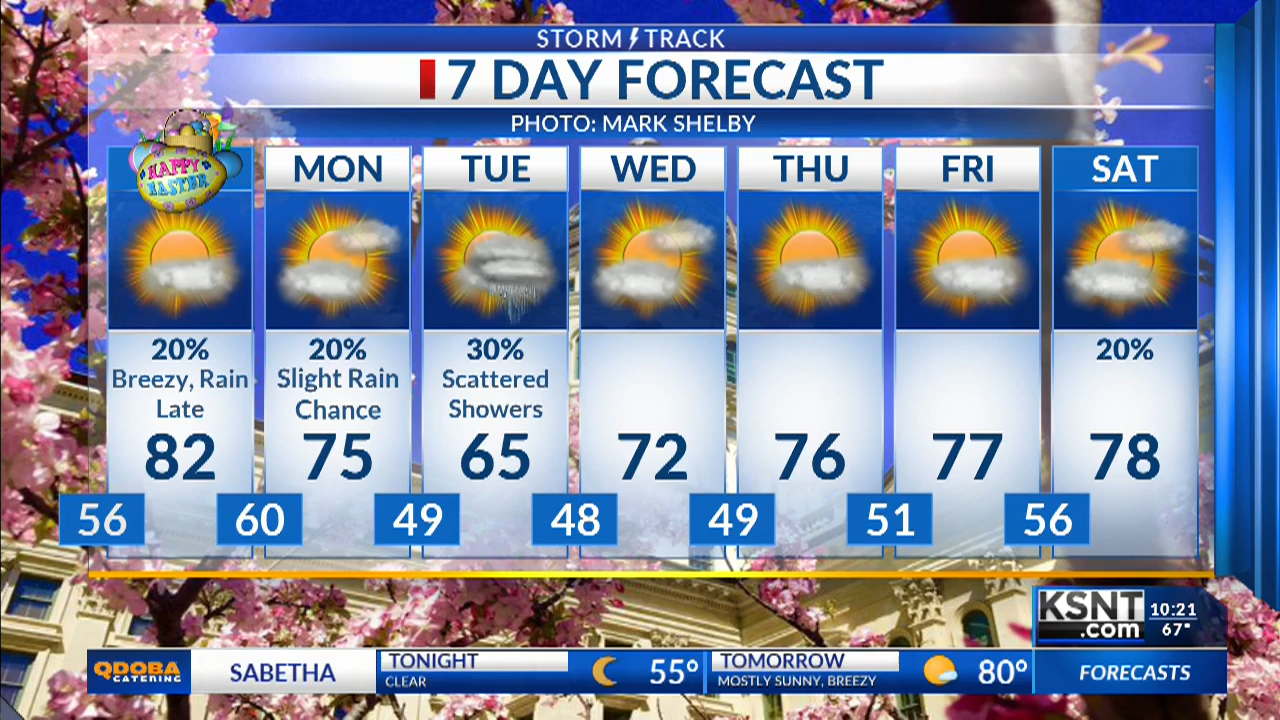 STORM TRACK
7 DAY FORECAST
PHOTO: MARK SHELBY
HAPPY
EASTER
MON
TUE
WED
THU
FRI
SAT
20%
Breezy, Rain
Late
82
20%
Slight Rain
Chance
75
30%
Scattered
Showers
65
72
76
77
20%
78
56
60
49
48
49
51
56
KSNT
.com
10:21
67°
QDOBA
CATERING
SABETHA
TONIGHT
CLEAR
55°
TOMORROW
MOSTLY SUNNY, BREEZY
80°
FORECASTS